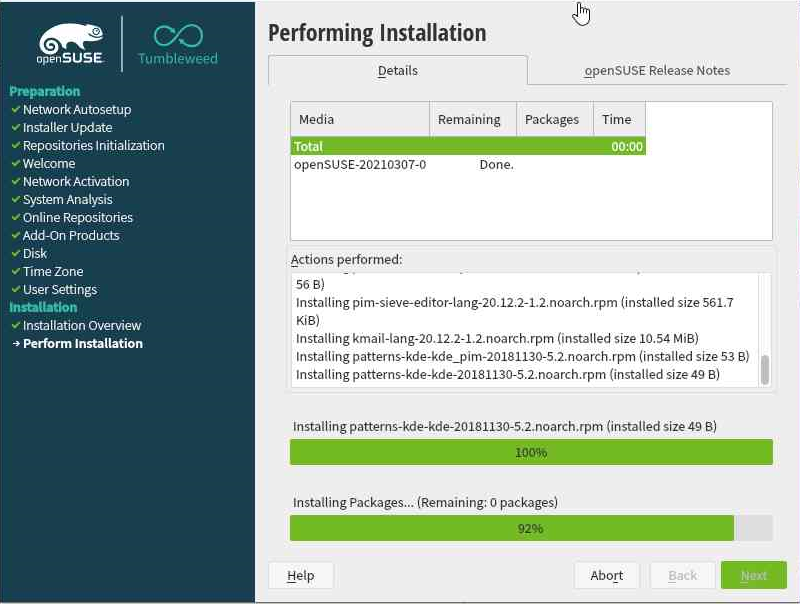 openSUSE
Tumbleweed
Preparation
Network Autosetup
Installer Update
Repositories Initialization
Welcome
Network Activation
System Analysis
Online Repositories
Add-On Products
Disk
Time Zone
User Settings
Installation
Installation Overview
Perform Installation
Performing Installation
Details
openSUSE Release Notes
Media Remaining Packages Time
Total 00:00
openSUSE-20210307-0 Done.
Actions performed:
56 B)
Installing pim-sieve-editor-lang-20.12.2-1.2.noarch.rpm (installed size 561.7
KiB)
Installing kmail-lang-20.12.2-1.2.noarch.rpm (installed size 10.54 MiB)
Installing patterns-kde-kde_pim-20181130-5.2.noarch.rpm (installed size 53 B)
Installing patterns-kde-kde-20181130-5.2.noarch.rpm (installed size 49 B)
Installing patterns-kde-kde-20181130-5.2.noarch.rpm (installed size 49 B)
100%
Installing Packages... (Remaining: 0 packages)
92%
Help
Abort
Back
Next